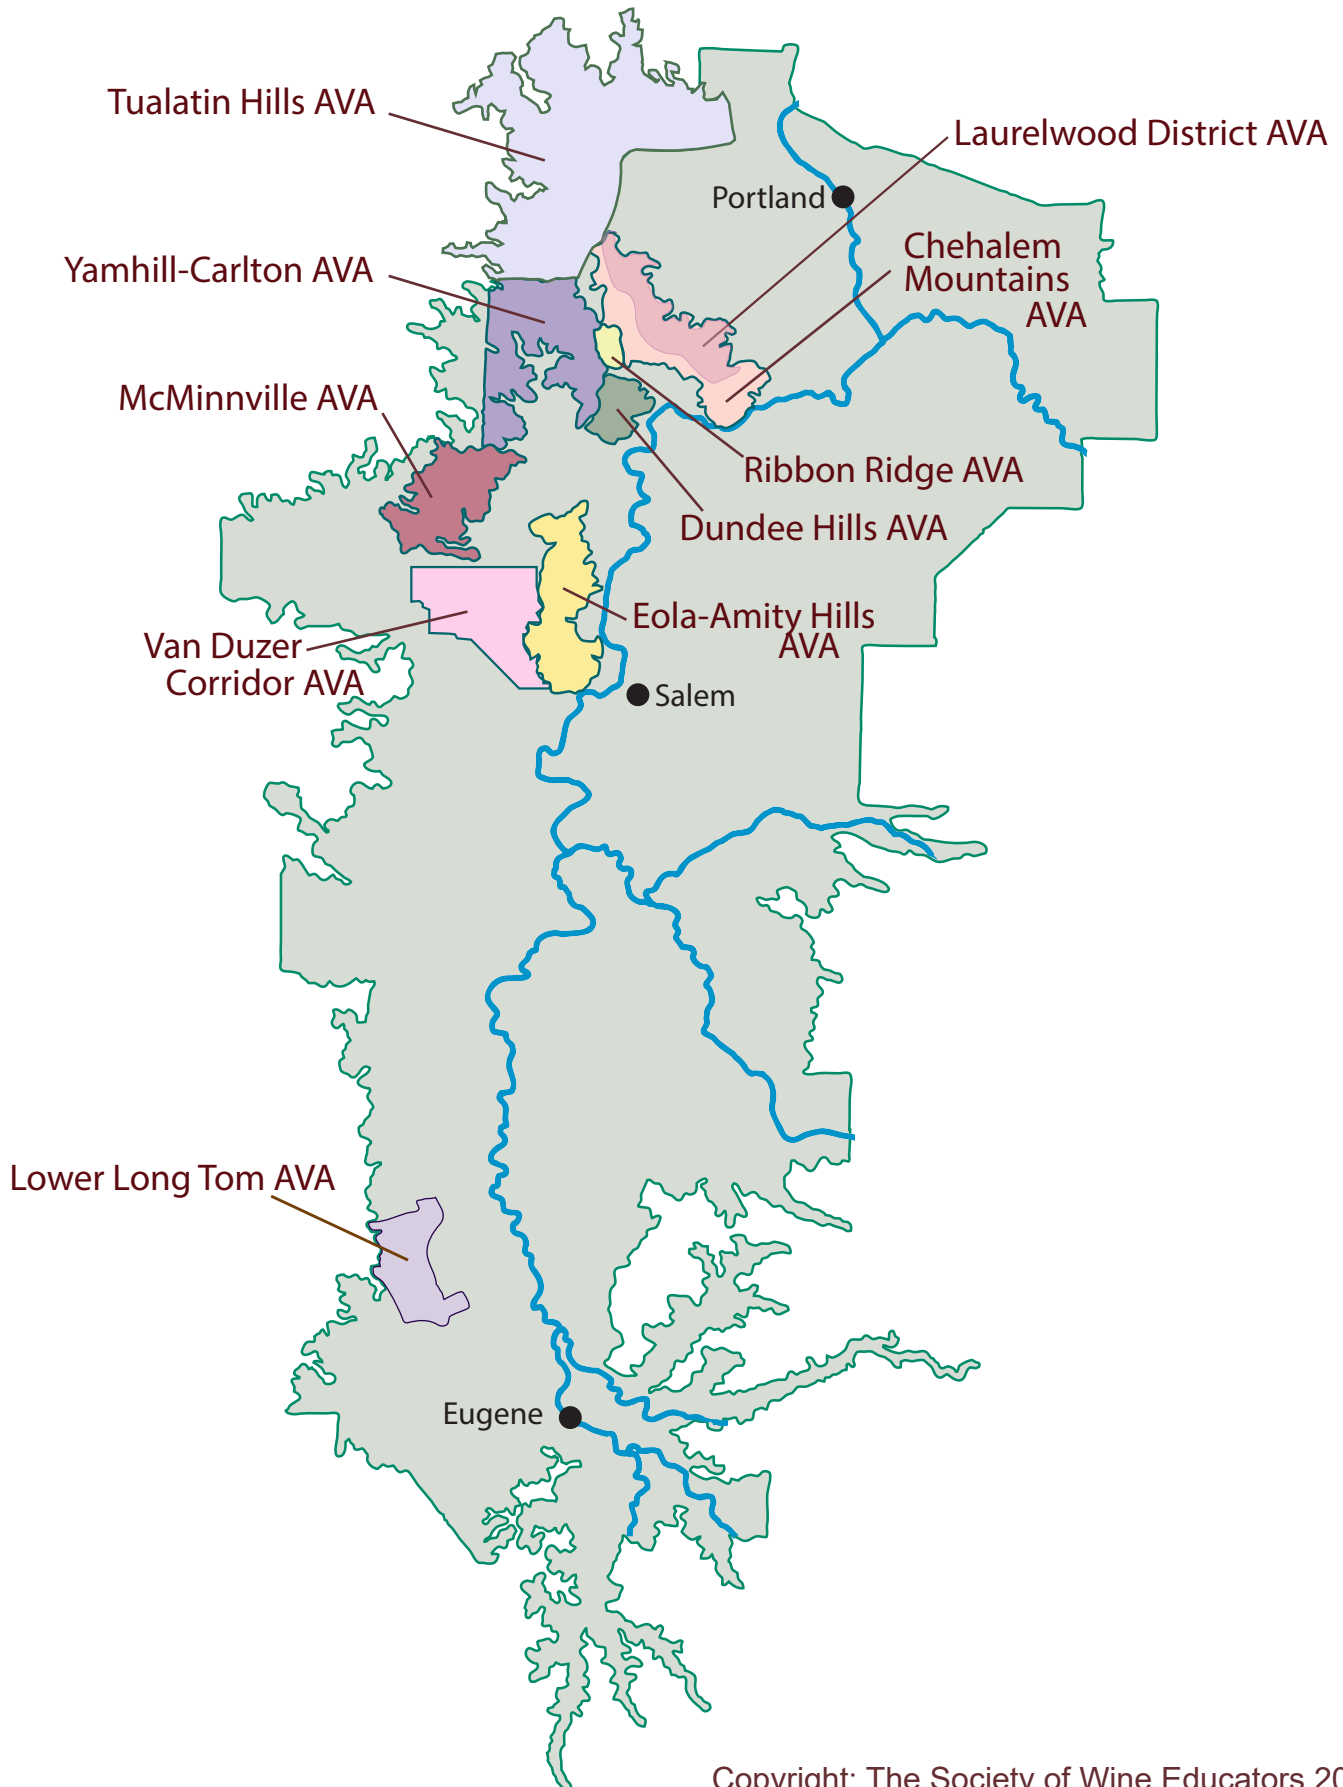 Tualatin Hills AVA
Laurelwood District AVA
Portland
Chehalem
Mountains
AVA
Yamhill-Carlton AVA
McMinnville AVA
Ribbon Ridge AVA
Dundee Hills AVA
Eola-Amity Hills
AVA
Van Duzer
Corridor AVA
Salem
Lower Long Tom AVA
Eugene
Copyright: The Society of Wine Educators 20